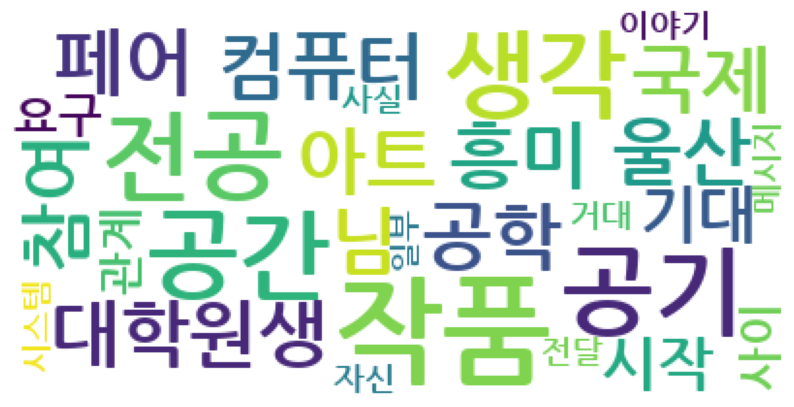 이야기
페어
컴퓨터
생각
국제
사실
요구
전공
아트
흥미
울산
메시지
참여
관계
공간
님
일부
공학
거대
기대
시스템
대학원생
작품
공기
자신
전달
시작
사이